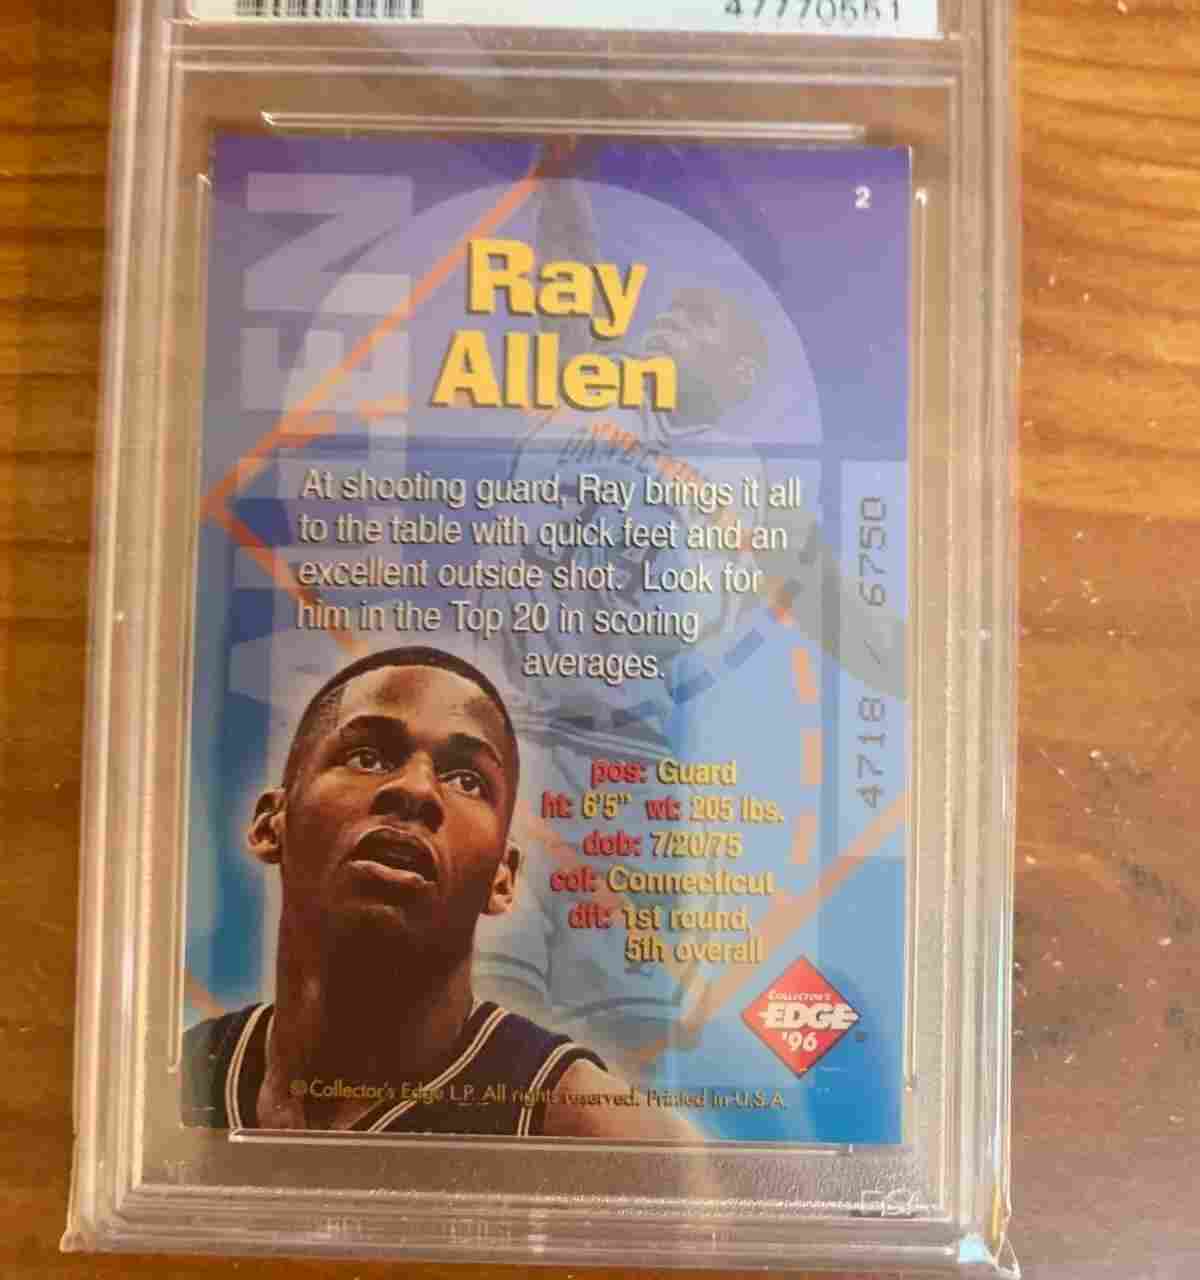 47770551
2
ALLEN
Ray
Allen
At shooting guard, Ray brings it all
to the table with quick feet and an
excellent outside shot. Look for
him in the Top 20 in scoring
averages.
4718 / 6750
pos: Guard
ht: 6'5" wt: 205 lbs.
dob: 7/20/75
col: Connecticut
dft: 1st round,
5th overall
COLLECTOR'S
EDGE
'96
© Collector's Edge L.P. All rights reserved. Printed in U.S.A.